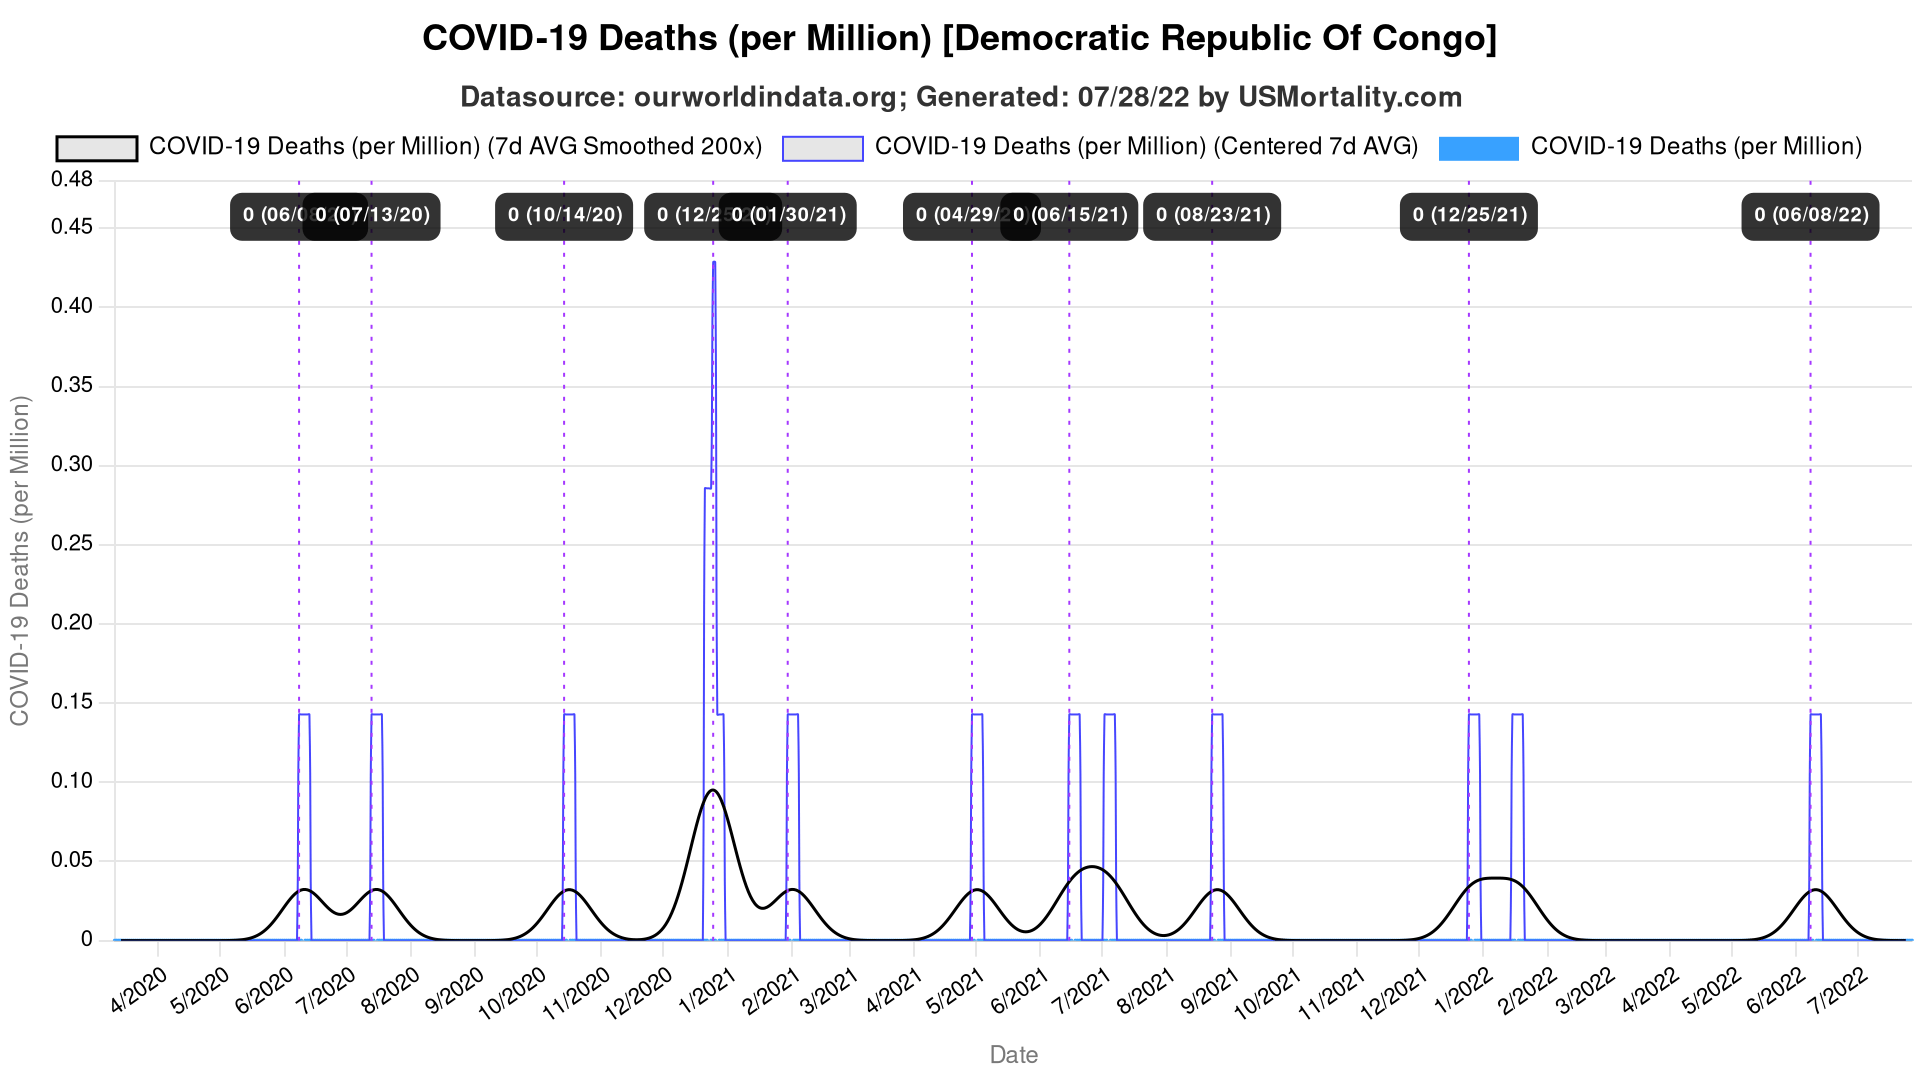 COVID-19 Deaths (per Million) [Democratic Republic Of Congo]
Datasource: ourworldindata.org; Generated: 07/28/22 by USMortality.com
COVID-19 Deaths (per Million) (7d AVG Smoothed 200x) COVID-19 Deaths (per Million) (Centered 7d AVG) COVID-19 Deaths (per Million)
0 (06/08 (07/13/20) 0 (10/14/20) 0 (12/25 0 (01/30/21) 0 (04/29/ 0 (06/15/21) 0 (08/23/21) 0 (12/25/21) 0 (06/08/22)
COVID-19 Deaths (per Million)
0.48
0.45
0.40
0.35
0.30
0.25
0.20
0.15
0.10
0.05
0
4/2020 5/2020 6/2020 7/2020 8/2020 9/2020 10/2020 11/2020 12/2020 1/2021 2/2021 3/2021 4/2021 5/2021 6/2021 7/2021 8/2021 9/2021 10/2021 11/2021 12/2021 1/2022 2/2022 3/2022 4/2022 5/2022 6/2022 7/2022
Date